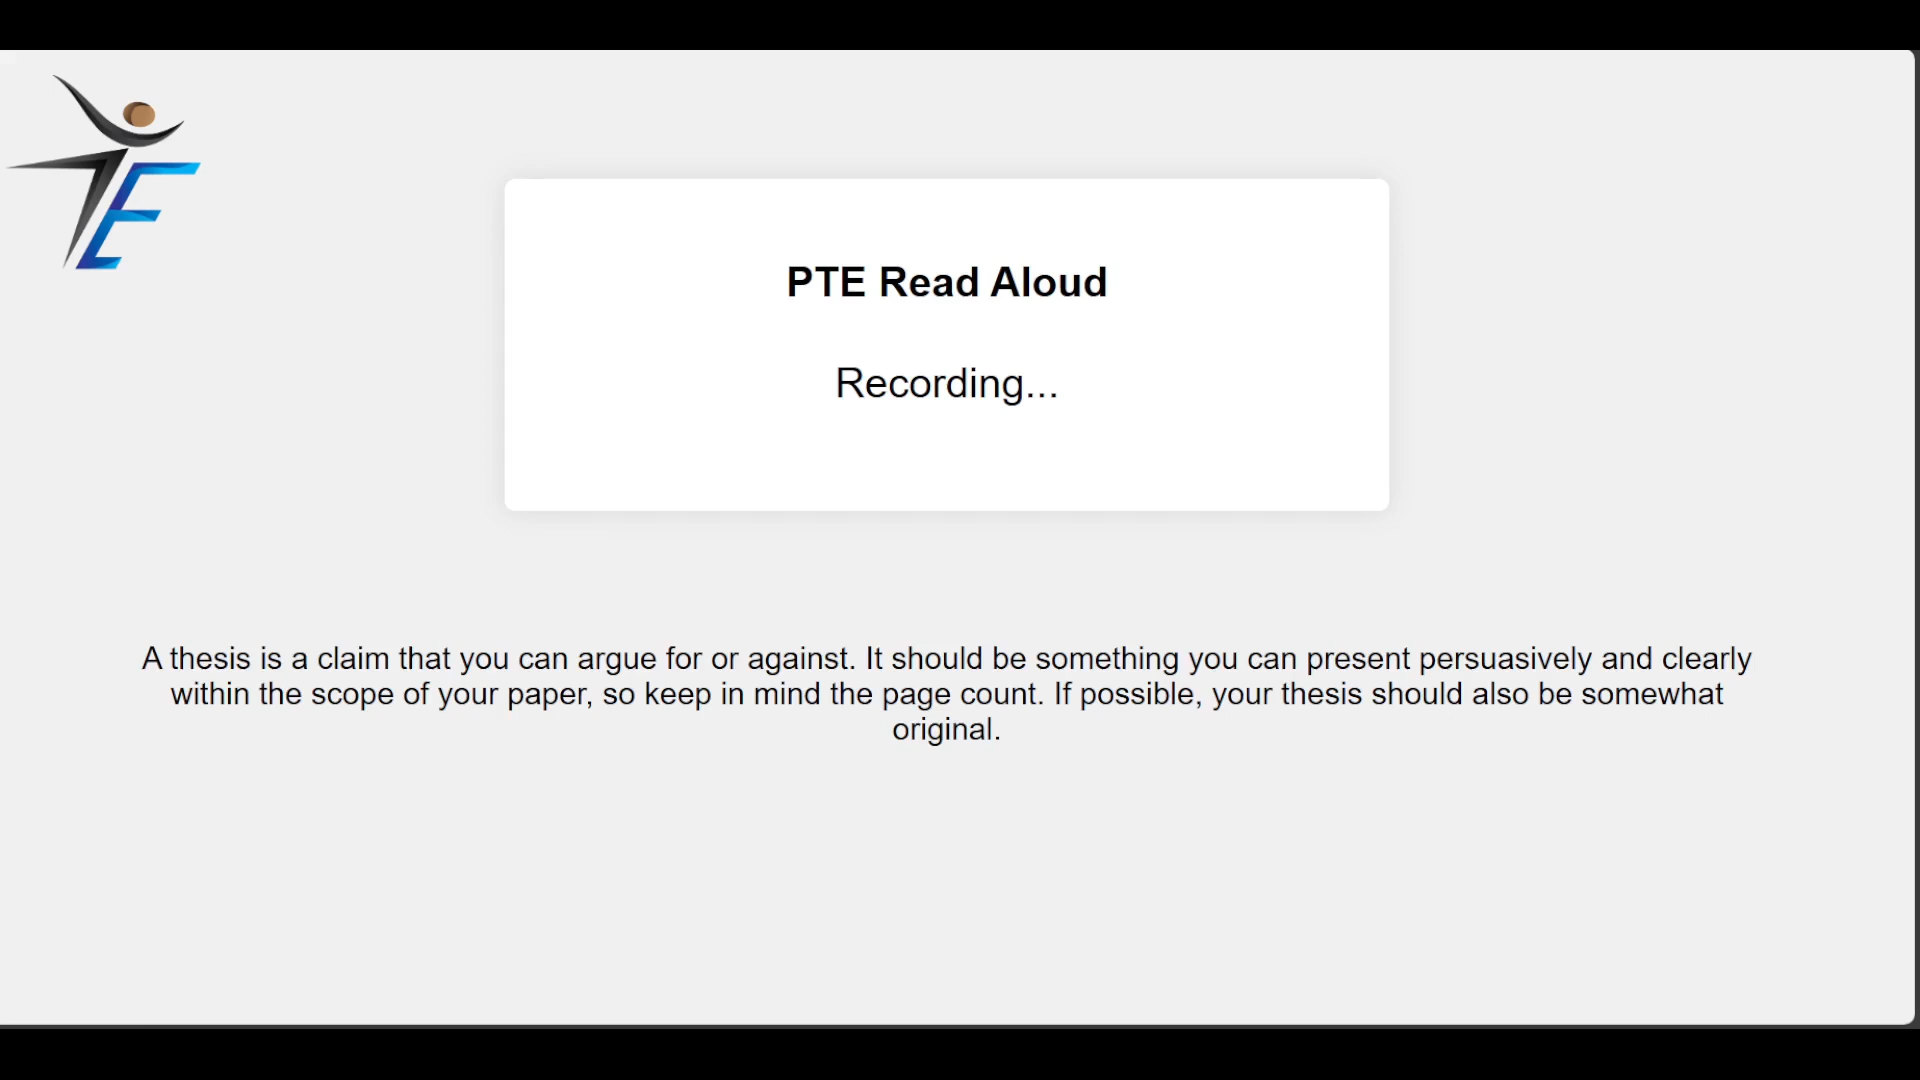 PTE Read Aloud
Recording...
A thesis is a claim that you can argue for or against. It should be something you can present persuasively and clearly
within the scope of your paper, so keep in mind the page count. If possible, your thesis should also be somewhat
original.